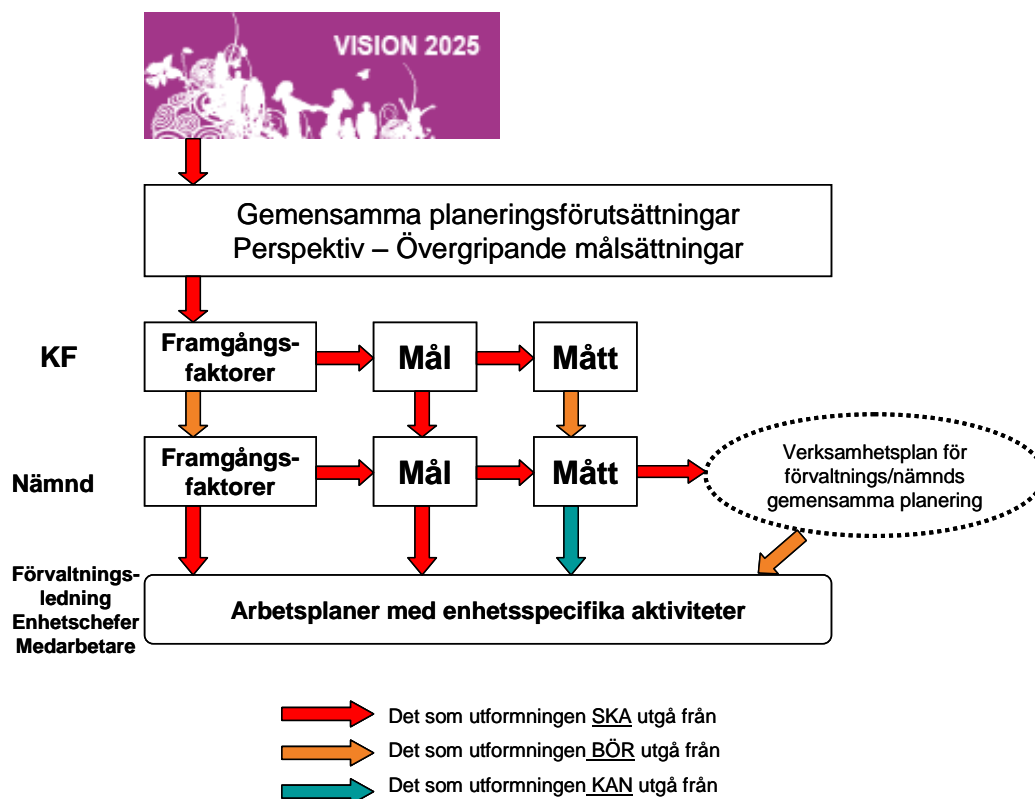 VISION 2025
Gemensamma planeringsförutsättningar
Perspektiv – Övergripande målsättningar
KF
Framgångs-
faktorer
Mål
Mått
Nämnd
Framgångs-
faktorer
Mål
Mått
Verksamhetsplan för
förvaltnings/nämnds
gemensamma planering
Förvaltnings-
ledning
Enhetschefer
Medarbetare
Arbetsplaner med enhetsspecifika aktiviteter
Det som utformningen SKA utgå från
Det som utformningen BÖR utgå från
Det som utformningen KAN utgå från